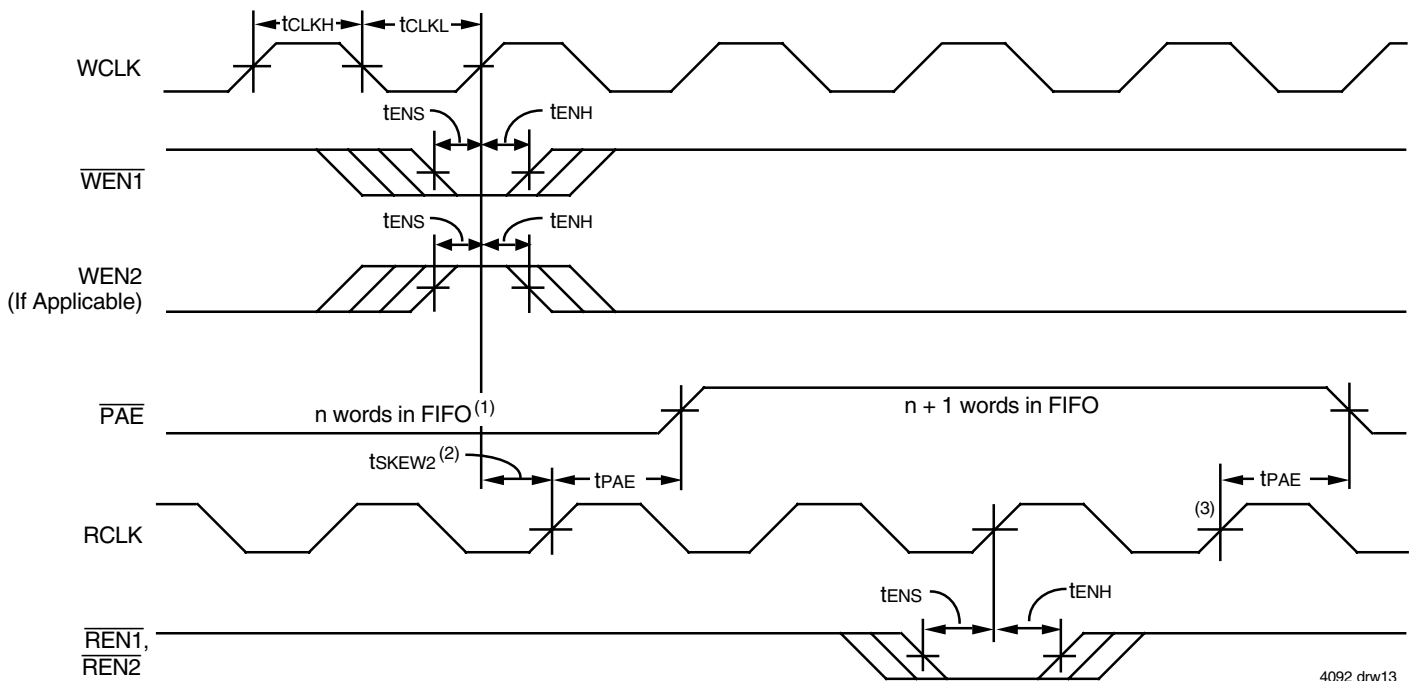 tCLKH
tCLKL
WCLK
tENS
tENH
WEN1
tENS
tENH
WEN2
(If Applicable)
PAE
n words in FIFO(1)
n + 1 words in FIFO
tSKEW2(2)
tPAE
tPAE
(3)
RCLK
tENS
tENH
REN1,
REN2
4092 drw13